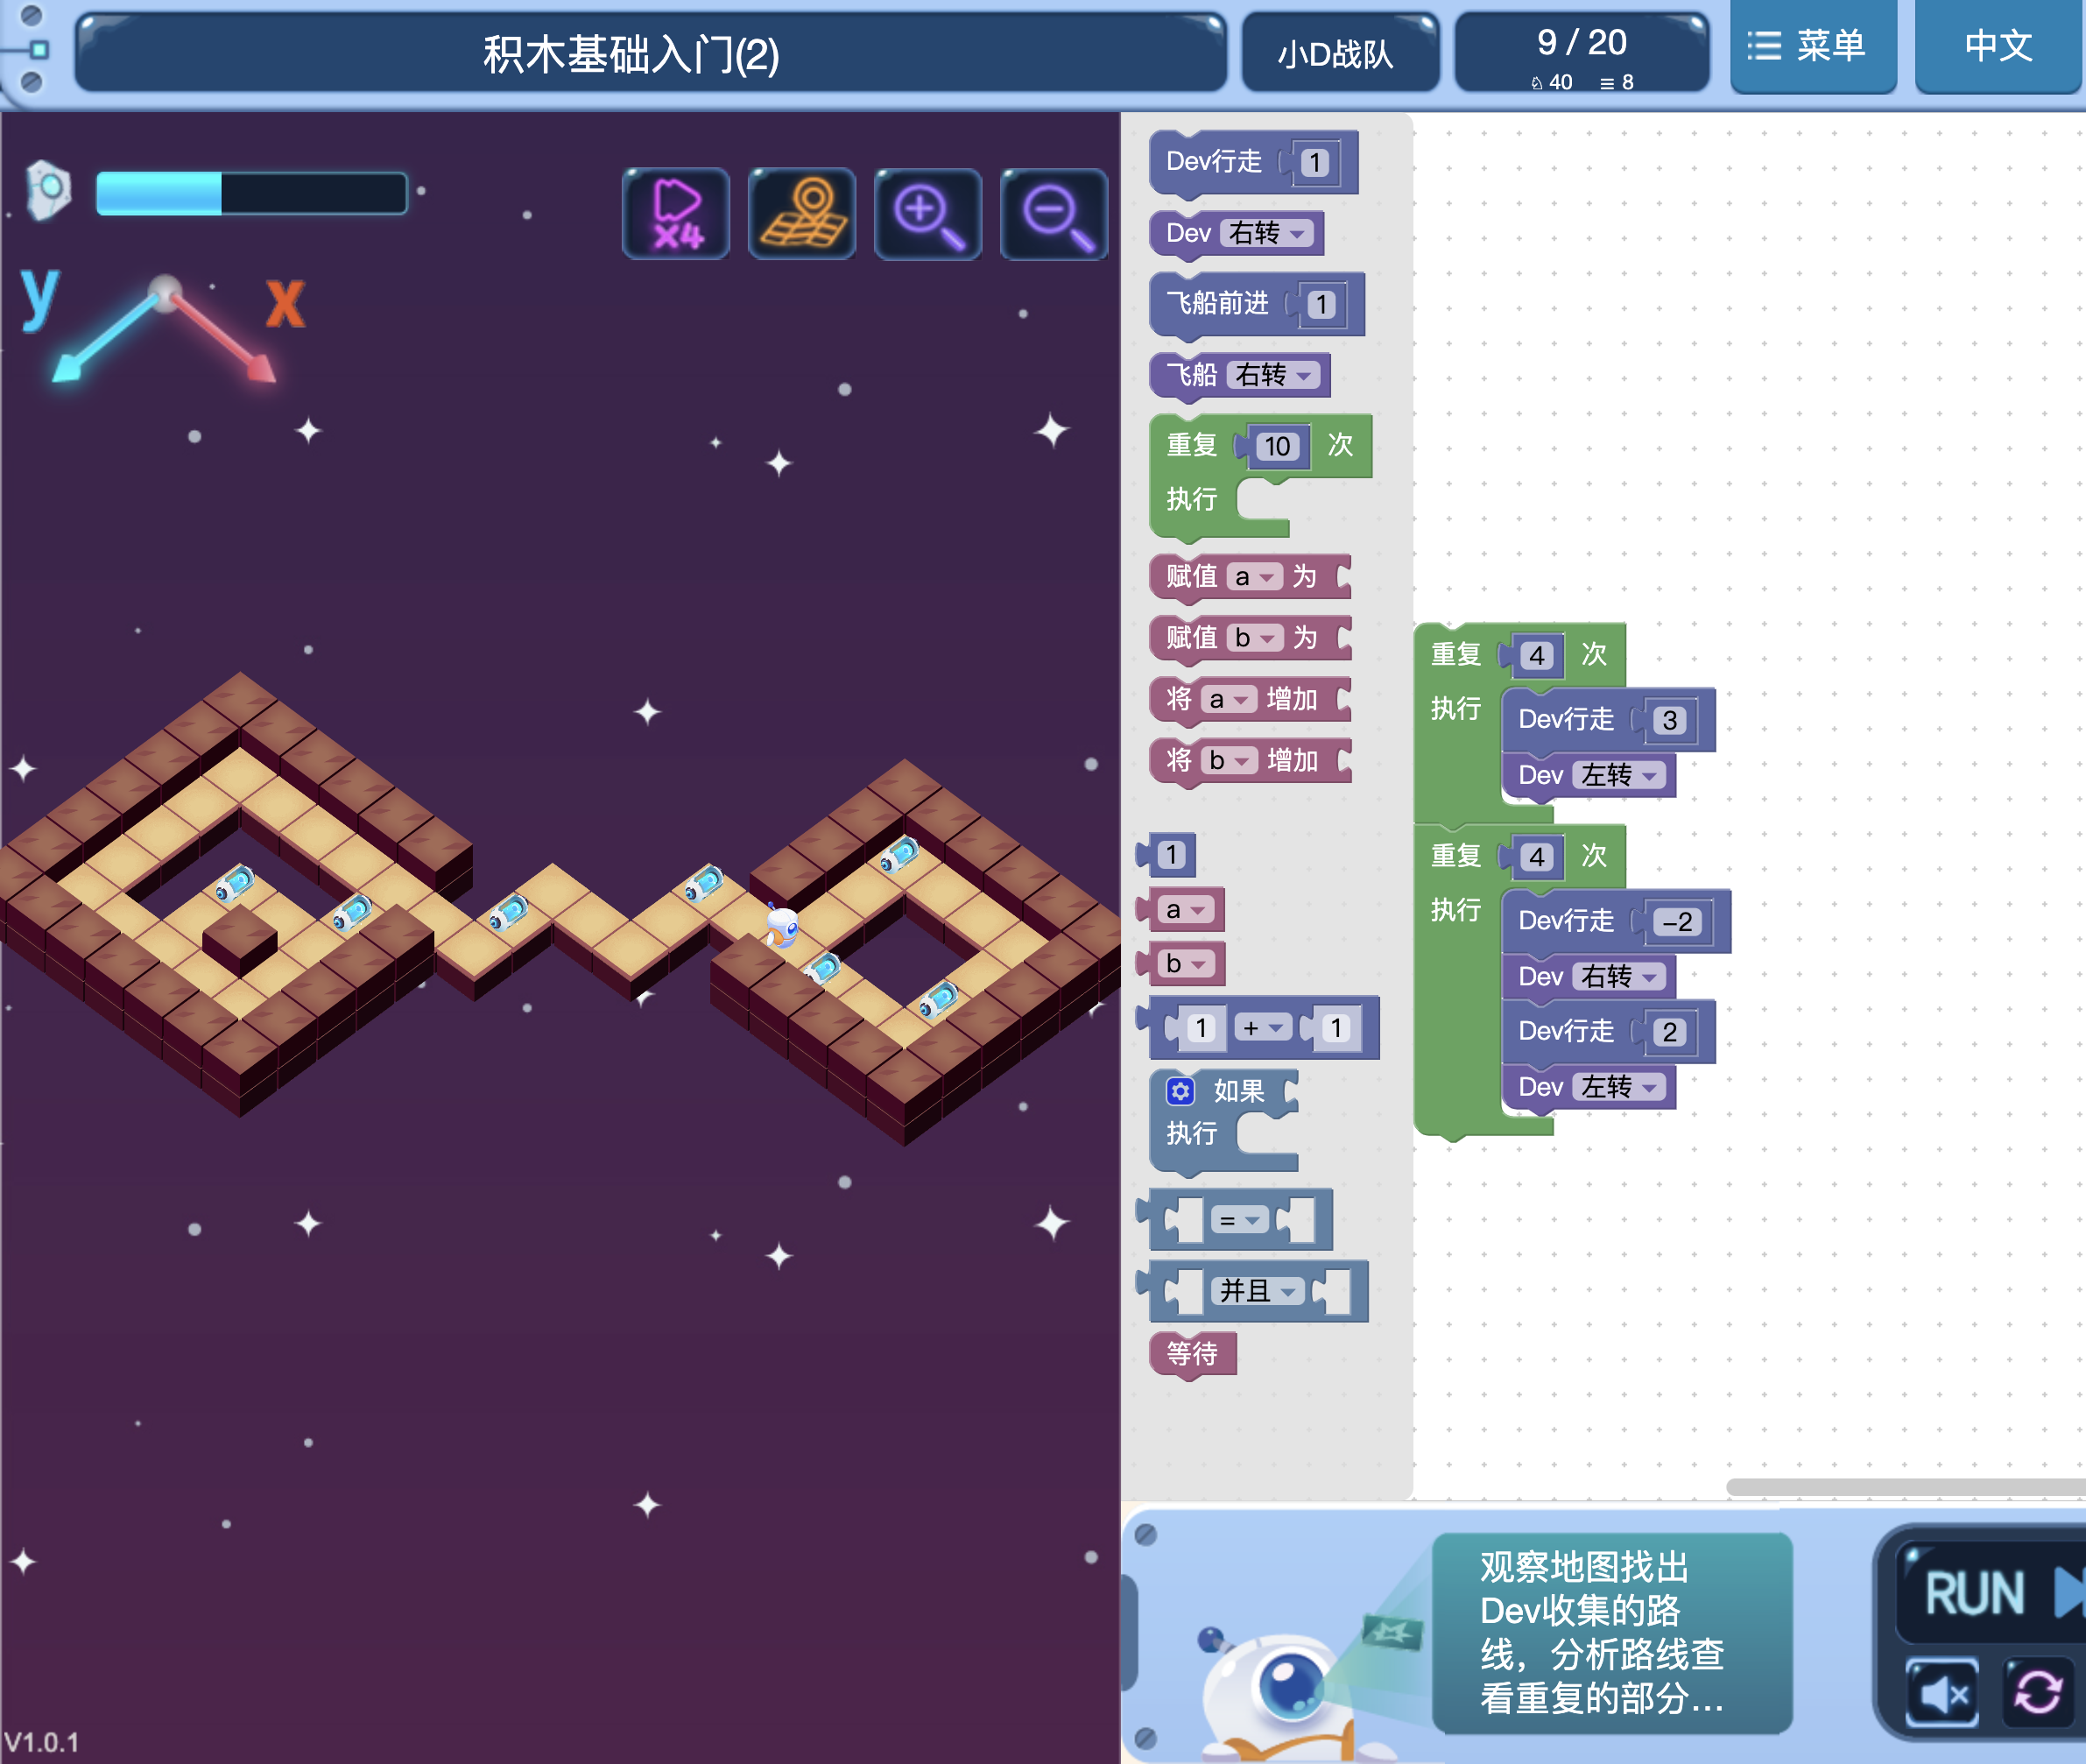 积木基础入门(2)
小D战队
9 / 20
40
8
菜单
中文
x4
y
x
Dev行走 1
Dev 右转
飞船前进 1
飞船 右转
重复 10 次
执行
赋值 a 为
赋值 b 为
将 a 增加
将 b 增加
1
a
b
1 + 1
如果
执行
=
并且
等待
重复 4 次
执行
Dev行走 3
Dev 左转
重复 4 次
执行
Dev行走 −2
Dev 右转
Dev行走 2
Dev 左转
观察地图找出
Dev收集的路
线，分析路线查
看重复的部分...
RUN
V1.0.1